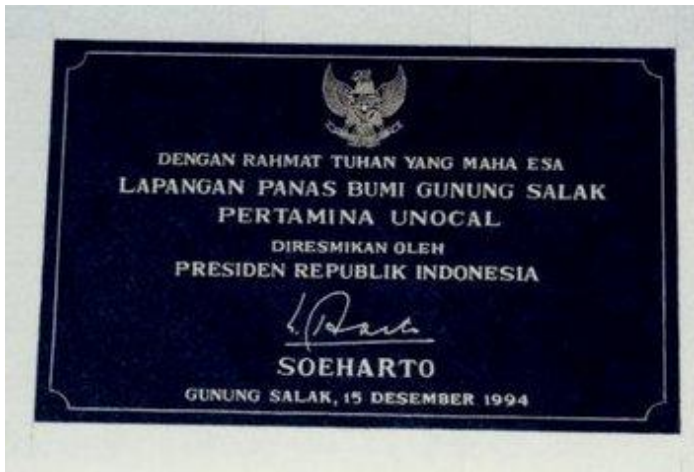 DENGAN RAHMAT TUHAN YANG MAHA ESA
LAPANGAN PANAS BUMI GUNUNG SALAK
PERTAMINA UNOCAL
DIRESMIKAN OLEH
PRESIDEN REPUBLIK INDONESIA
SOEHARTO
GUNUNG SALAK, 15 DESEMBER 1994